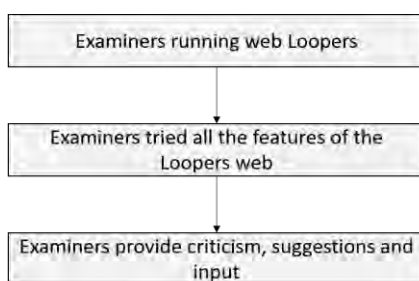 Examiners running web Loopers
Examiners tried all the features of the
Loopers web
Examiners provide criticism, suggestions and
input